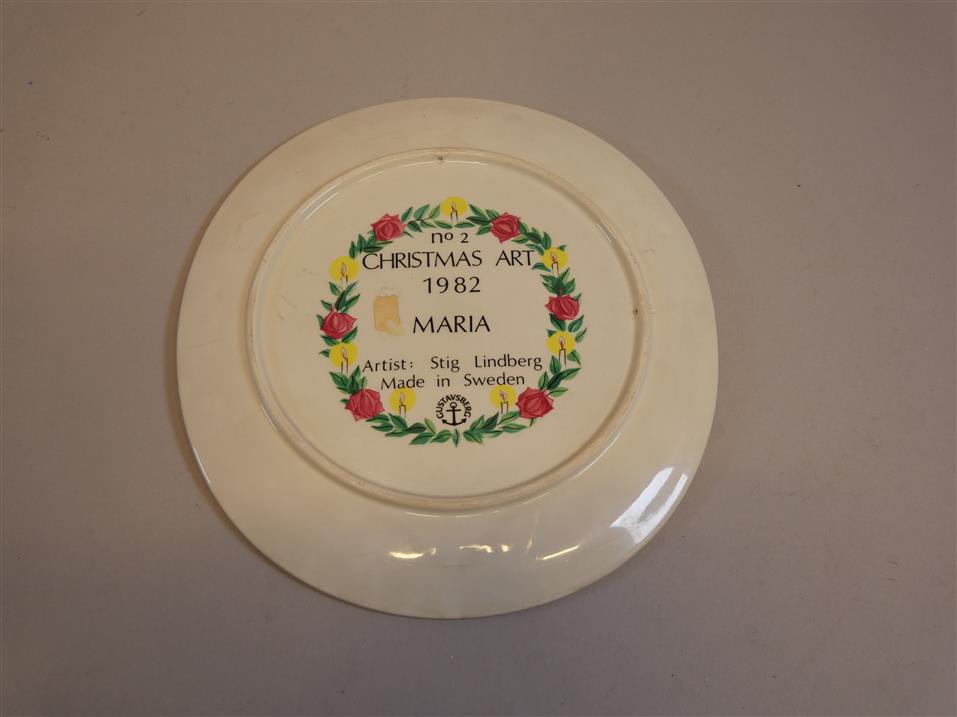 no 2
CHRISTMAS ART
1982
MARIA
Artist: Stig Lindberg
Made in Sweden
GUSTAVSBERG